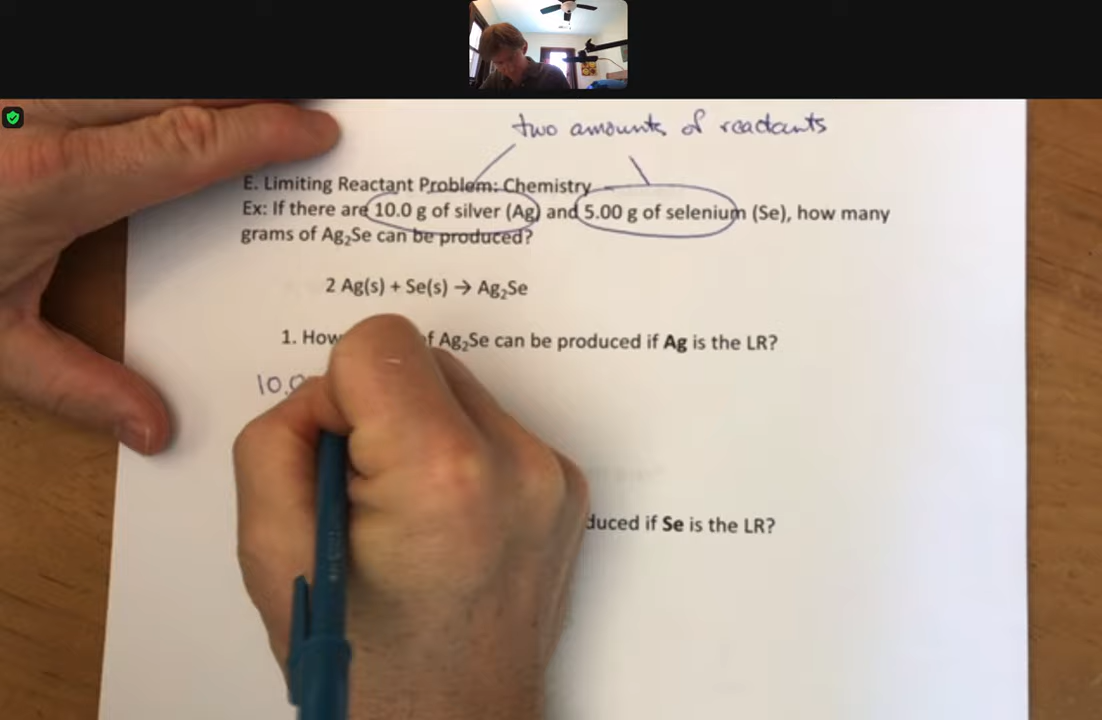 two amounts of reactants
E. Limiting Reactant Problem: Chemistry
Ex: If there are 10.0 g of silver (Ag) and 5.00 g of selenium (Se), how many
grams of Ag₂Se can be produced?
2 Ag(s) + Se(s) → Ag₂Se
1. How f Ag₂Se can be produced if Ag is the LR?
10.0
duced if Se is the LR?